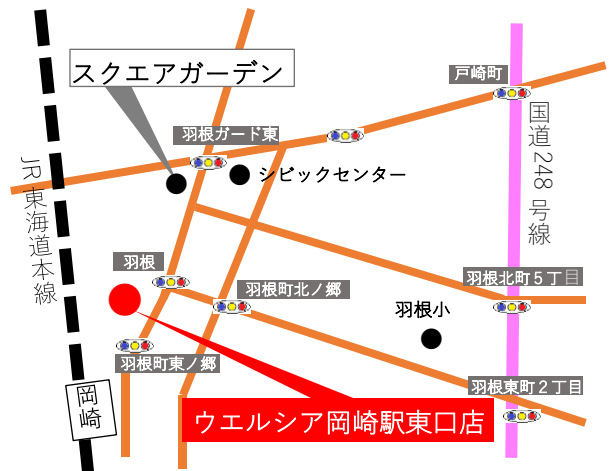 戸崎町
スクエアガーデン
羽根ガード東
国道248号線
JR東海道本線
シビックセンター
羽根
羽根北町5丁目
羽根町北ノ郷
羽根小
羽根町東ノ郷
羽根東町2丁目
岡崎
ウエルシア岡崎駅東口店